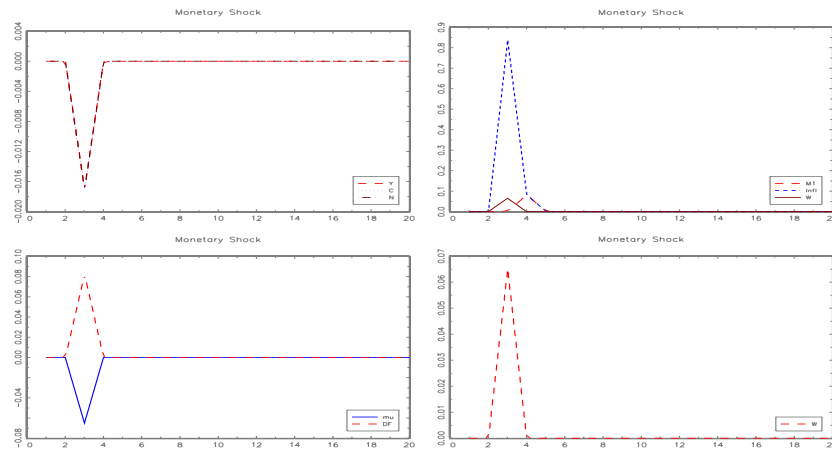 Monetary Shock
0.004
0.000
−0.004
−0.008
−0.012
−0.016
−0.020
0 2 4 6 8 10 12 14 16 18 20
Y
C
N
Monetary Shock
0.9
0.8
0.7
0.6
0.5
0.4
0.3
0.2
0.1
0.0
0 2 4 6 8 10 12 14 16 18 20
M1
Infl
W
Monetary Shock
0.10
0.08
0.06
0.04
0.02
0.00
−0.04
−0.08
0 2 4 6 8 10 12 14 16 18 20
mu
DF
Monetary Shock
0.07
0.06
0.05
0.04
0.03
0.02
0.01
0.00
0 2 4 6 8 10 12 14 16 18 20
W